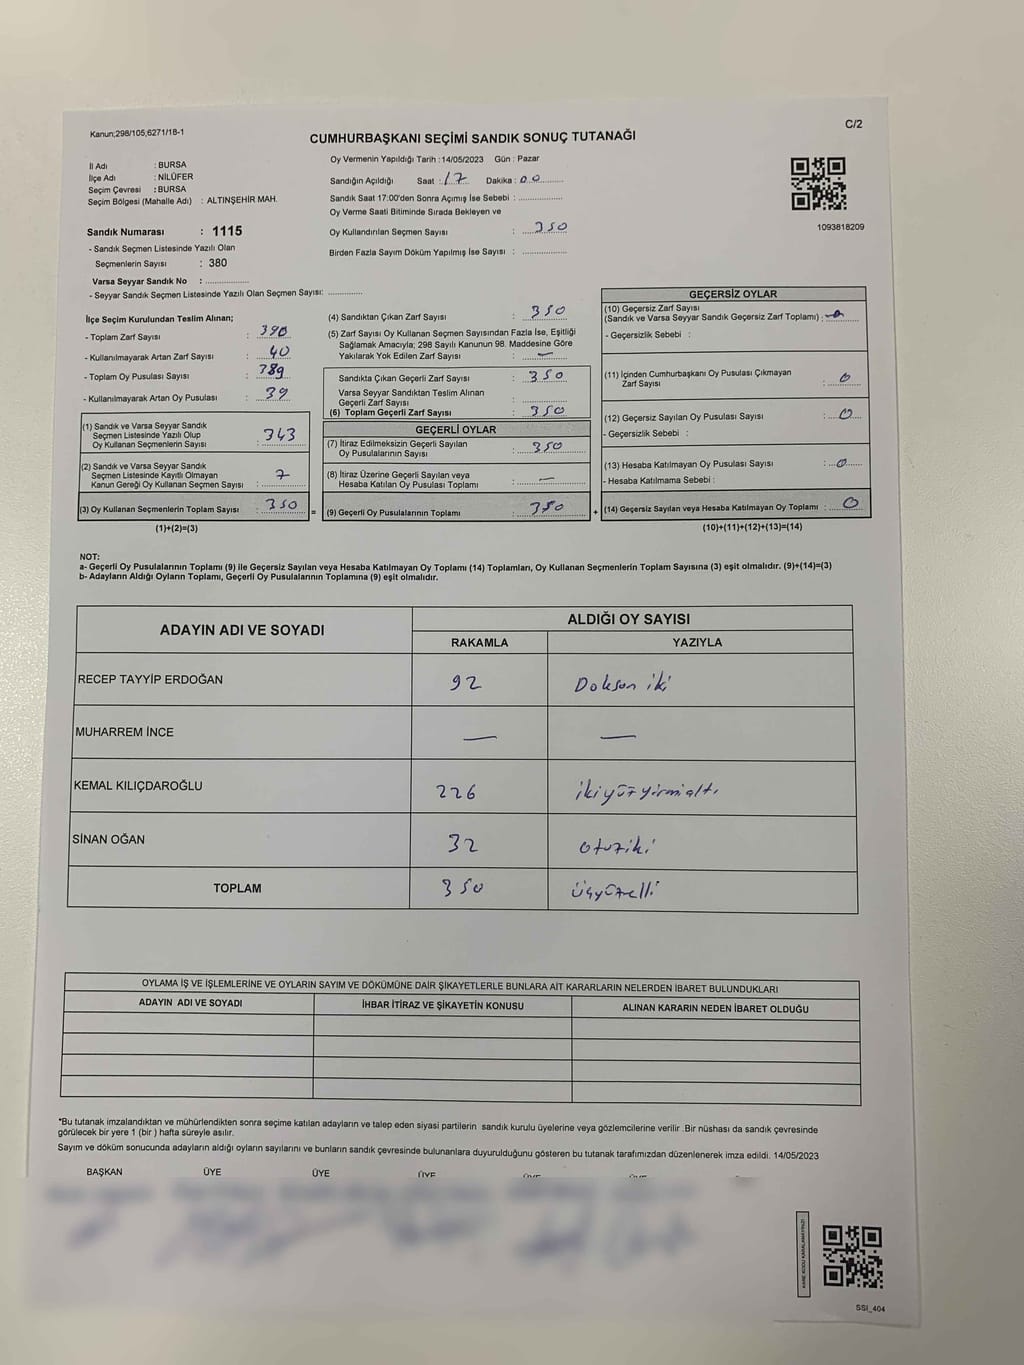 Kanun;298/105,6271/18-1
C/2
CUMHURBAŞKANI SEÇİMİ SANDIK SONUÇ TUTANAĞI
İl Adı : BURSA
İlçe Adı : NİLÜFER
Seçim Çevresi : BURSA
Seçim Bölgesi (Mahalle Adı) : ALTINŞEHİR MAH.
Oy Vermenin Yapıldığı Tarih :14/05/2023 Gün : Pazar
Sandığın Açıldığı Saat : 17 Dakika : 00
Sandık Saat 17:00'den Sonra Açımış İse Sebebi :
Oy Verme Saati Bitiminde Sırada Bekleyen ve
Oy Kullandırılan Seçmen Sayısı : 350
Birden Fazla Sayım Döküm Yapılmış İse Sayısı :
1093818209
Sandık Numarası : 1115
- Sandık Seçmen Listesinde Yazılı Olan
Seçmenlerin Sayısı : 380
Varsa Seyyar Sandık No :
- Seyyar Sandık Seçmen Listesinde Yazılı Olan Seçmen Sayısı:
İlçe Seçim Kurulundan Teslim Alınan;
- Toplam Zarf Sayısı : 390
- Kullanılmayarak Artan Zarf Sayısı : 40
- Toplam Oy Pusulası Sayısı : 389
- Kullanılmayarak Artan Oy Pusulası : 39
(1) Sandık ve Varsa Seyyar Sandık
Seçmen Listesinde Yazılı Olup
Oy Kullanan Seçmenlerin Sayısı : 343
(2) Sandık ve Varsa Seyyar Sandık
Seçmen Listesinde Kayıtlı Olmayan
Kanun Gereği Oy Kullanan Seçmen Sayısı : 7
(3) Oy Kullanan Seçmenlerin Toplam Sayısı : 350
(1)+(2)=(3)
(4) Sandıktan Çıkan Zarf Sayısı : 350
(5) Zarf Sayısı Oy Kullanan Seçmen Sayısından Fazla İse, Eşitliği
Sağlamak Amacıyla; 298 Sayılı Kanunun 98. Maddesine Göre
Yakılarak Yok Edilen Zarf Sayısı : —
Sandıkta Çıkan Geçerli Zarf Sayısı : 350
Varsa Seyyar Sandıktan Teslim Alınan
Geçerli Zarf Sayısı
(6) Toplam Geçerli Zarf Sayısı : 350
GEÇERLİ OYLAR
(7) İtiraz Edilmeksizin Geçerli Sayılan
Oy Pusulalarının Sayısı : 350
(8) İtiraz Üzerine Geçerli Sayılan veya
Hesaba Katılan Oy Pusulası Toplamı : —
= (9) Geçerli Oy Pusulalarının Toplamı : 350
GEÇERSİZ OYLAR
(10) Geçersiz Zarf Sayısı
(Sandık ve Varsa Seyyar Sandık Geçersiz Zarf Toplamı) :
- Geçersizlik Sebebi :
(11) İçinden Cumhurbaşkanı Oy Pusulası Çıkmayan
Zarf Sayısı : 0
(12) Geçersiz Sayılan Oy Pusulası Sayısı : 0
- Geçersizlik Sebebi :
(13) Hesaba Katılmayan Oy Pusulası Sayısı : 0
- Hesaba Katılmama Sebebi :
+ (14) Geçersiz Sayılan veya Hesaba Katılmayan Oy Toplamı : 0
(10)+(11)+(12)+(13)=(14)
NOT:
a- Geçerli Oy Pusulalarının Toplamı (9) ile Geçersiz Sayılan veya Hesaba Katılmayan Oy Toplamı (14) Toplamları, Oy Kullanan Seçmenlerin Toplam Sayısına (3) eşit olmalıdır. (9)+(14)=(3)
b- Adayların Aldığı Oyların Toplamı, Geçerli Oy Pusulalarının Toplamına (9) eşit olmalıdır.
ADAYIN ADI VE SOYADI
ALDIĞI OY SAYISI
RAKAMLA YAZIYLA
RECEP TAYYİP ERDOĞAN 92 Doksan iki
MUHARREM İNCE — —
KEMAL KILIÇDAROĞLU 226 ikiyüzyirmialtı
SİNAN OĞAN 32 otuziki
TOPLAM 350 üçyüzelli
OYLAMA İŞ VE İŞLEMLERİNE VE OYLARIN SAYIM VE DÖKÜMÜNE DAİR ŞİKAYETLERLE BUNLARA AİT KARARLARIN NELERDEN İBARET BULUNDUKLARI
ADAYIN ADI VE SOYADI İHBAR İTİRAZ VE ŞİKAYETİN KONUSU ALINAN KARARIN NEDEN İBARET OLDUĞU
*Bu tutanak imzalandıktan ve mühürlendikten sonra seçime katılan adayların ve talep eden siyasi partilerin sandık kurulu üyelerine veya gözlemcilerine verilir .Bir nüshası da sandık çevresinde
görülecek bir yere 1 (bir ) hafta süreyle asılır.
Sayım ve döküm sonucunda adayların aldığı oyların sayılarını ve bunların sandık çevresinde bulunanlara duyurulduğunu gösteren bu tutanak tarafımızdan düzenlenerek imza edildi. 14/05/2023
BAŞKAN ÜYE ÜYE ÜYE ÜYE ÜYE
KARE KODU KARALAMAYINIZ!
SSI_404